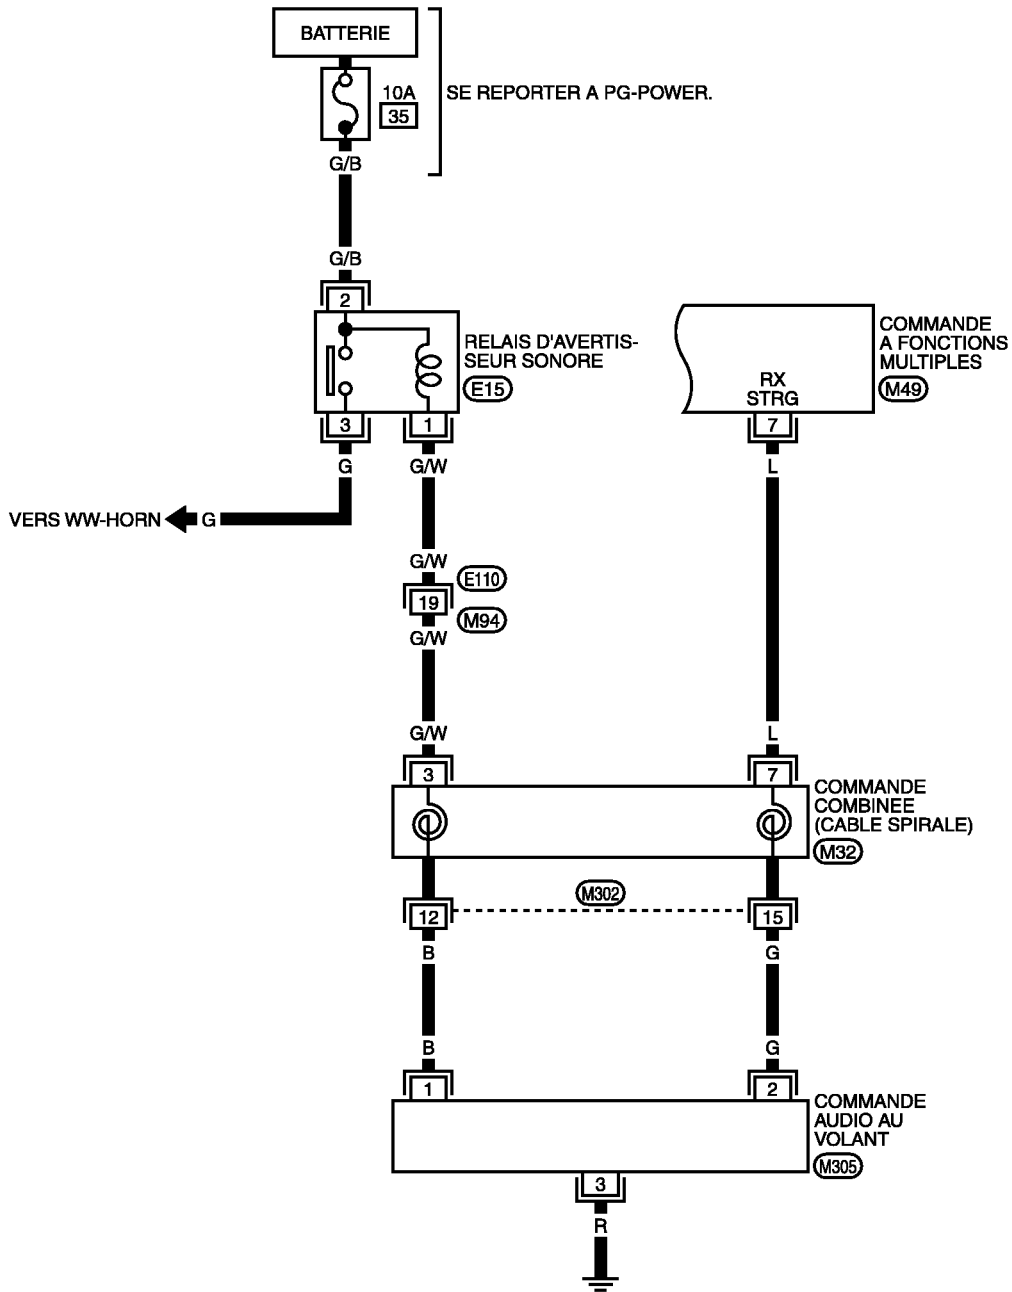 BATTERIE
10A
35
SE REPORTER A PG-POWER.
G/B
G/B
2
RELAIS D'AVERTIS-
SEUR SONORE
E15
3
1
G
G/W
VERS WW-HORN
G
G/W
E110
19
M94
G/W
G/W
COMMANDE
A FONCTIONS
MULTIPLES
M49
RX
STRG
7
L
L
3
7
COMMANDE
COMBINEE
(CABLE SPIRALE)
M32
M302
12
15
B
G
B
G
1
2
COMMANDE
AUDIO AU
VOLANT
M305
3
R